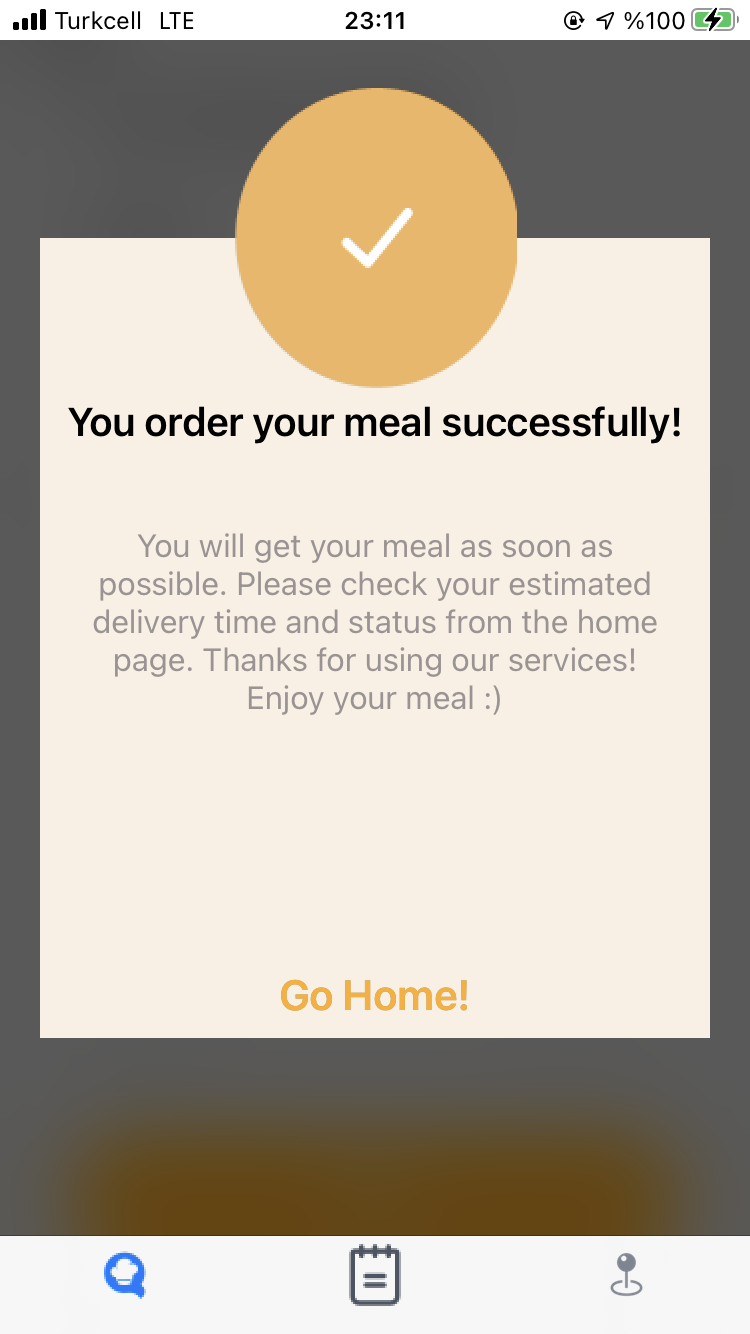 Turkcell LTE 23:11 %100
You order your meal successfully!
You will get your meal as soon as
possible. Please check your estimated
delivery time and status from the home
page. Thanks for using our services!
Enjoy your meal :)
Go Home!